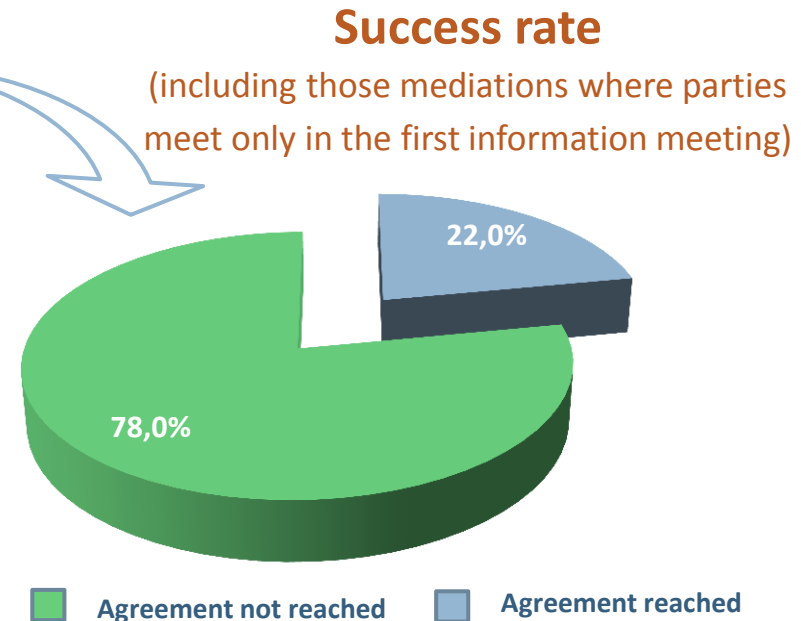 Success rate
(including those mediations where parties
meet only in the first information meeting)
22,0%
78,0%
Agreement not reached
Agreement reached